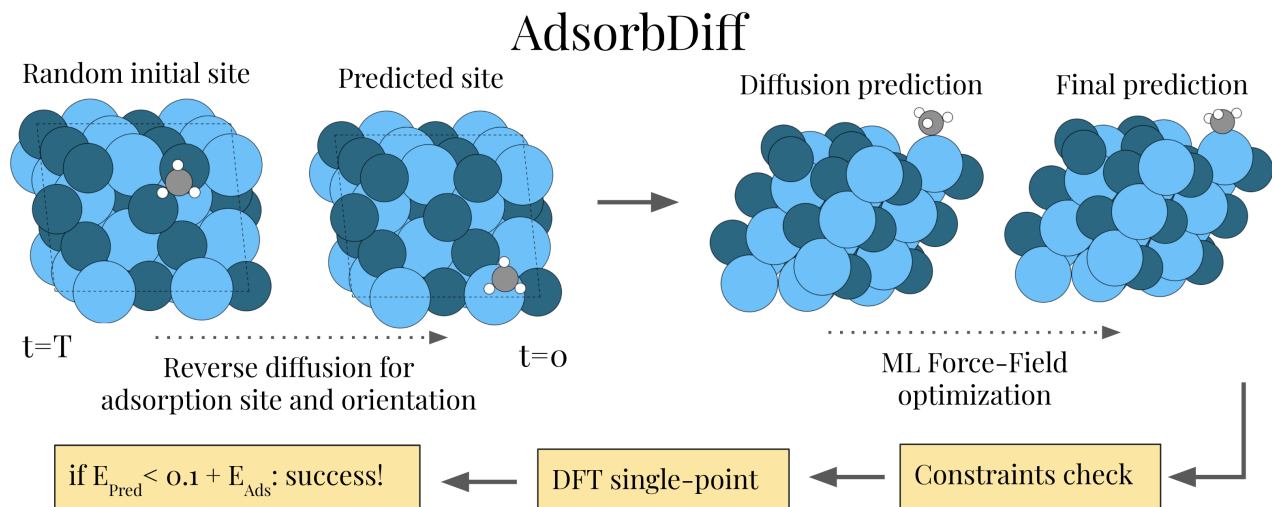 AdsorbDiff
Random initial site
Predicted site
Diffusion prediction
Final prediction
t=T
t=0
Reverse diffusion for
adsorption site and orientation
ML Force-Field
optimization
if E_Pred < 0.1 + E_Ads: success!
DFT single-point
Constraints check